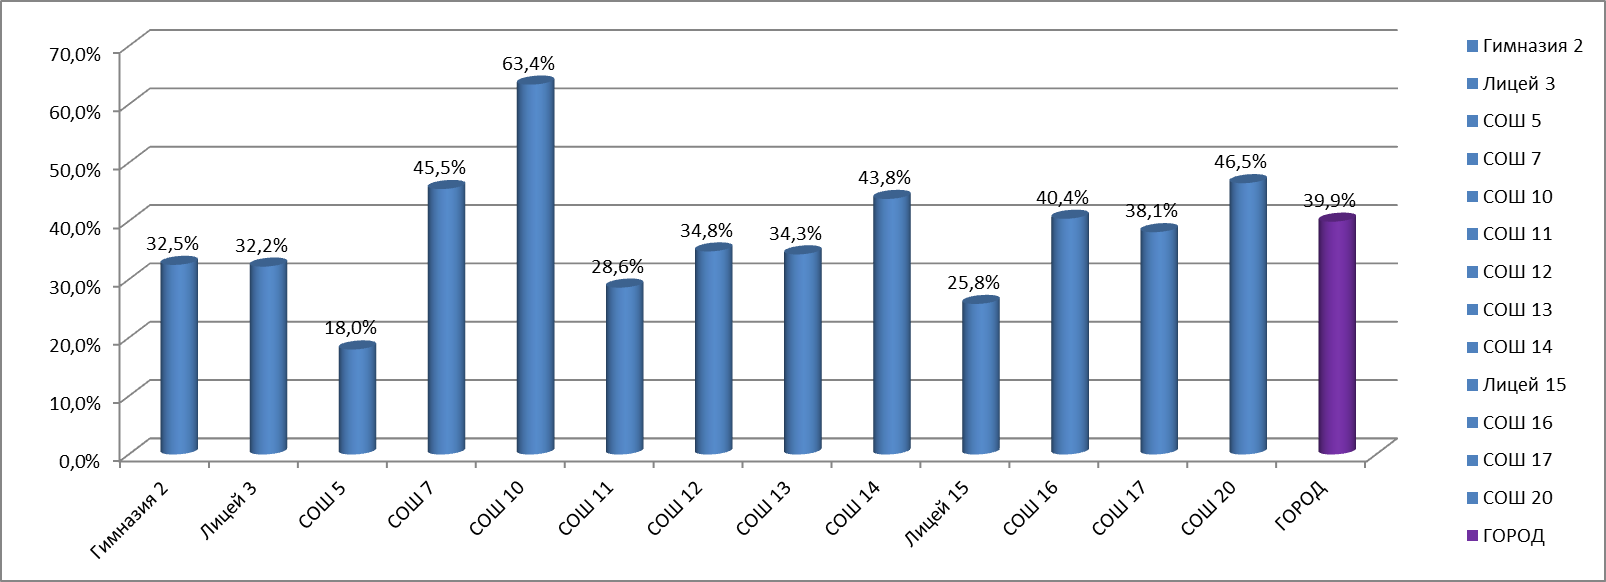 70,0%
60,0%
50,0%
40,0%
30,0%
20,0%
10,0%
0,0%
32,5%
32,2%
18,0%
45,5%
63,4%
28,6%
34,8%
34,3%
43,8%
25,8%
40,4%
38,1%
46,5%
39,9%
Гимназия 2
Лицей 3
СОШ 5
СОШ 7
СОШ 10
СОШ 11
СОШ 12
СОШ 13
СОШ 14
Лицей 15
СОШ 16
СОШ 17
СОШ 20
ГОРОД
Гимназия 2
Лицей 3
СОШ 5
СОШ 7
СОШ 10
СОШ 11
СОШ 12
СОШ 13
СОШ 14
Лицей 15
СОШ 16
СОШ 17
СОШ 20
ГОРОД